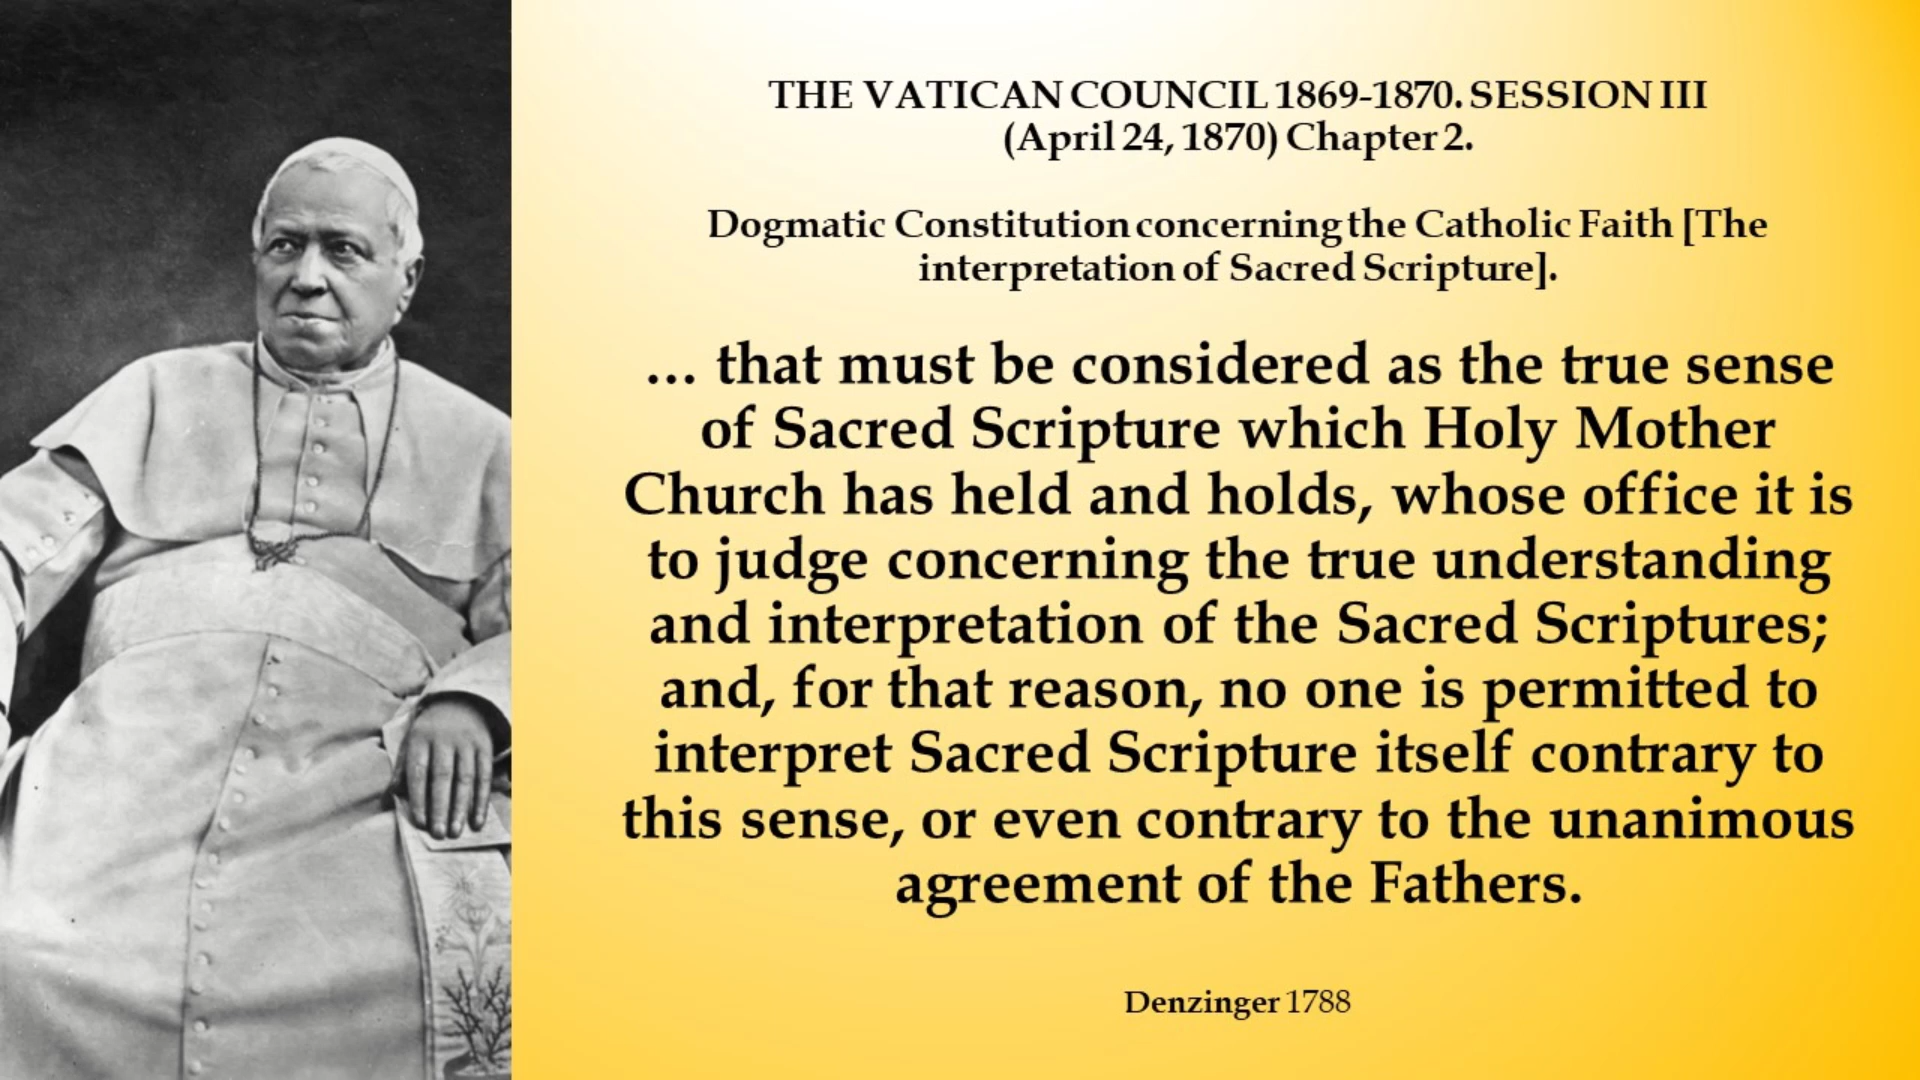 THE VATICAN COUNCIL 1869-1870. SESSION III
(April 24, 1870) Chapter 2.
Dogmatic Constitution concerning the Catholic Faith [The
interpretation of Sacred Scripture].
… that must be considered as the true sense
of Sacred Scripture which Holy Mother
Church has held and holds, whose office it is
to judge concerning the true understanding
and interpretation of the Sacred Scriptures;
and, for that reason, no one is permitted to
interpret Sacred Scripture itself contrary to
this sense, or even contrary to the unanimous
agreement of the Fathers.
Denzinger 1788